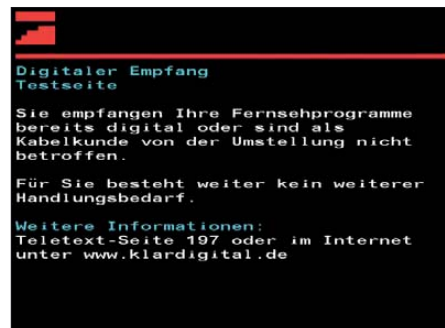 Digitaler Empfang
Testseite
Sie empfangen Ihre Fernsehprogramme
bereits digital oder sind als
Kabelkunde von der Umstellung nicht
betroffen.
Für Sie besteht weiter kein weiterer
Handlungsbedarf.
Weitere Informationen:
Teletext-Seite 197 oder im Internet
unter www.klardigital.de